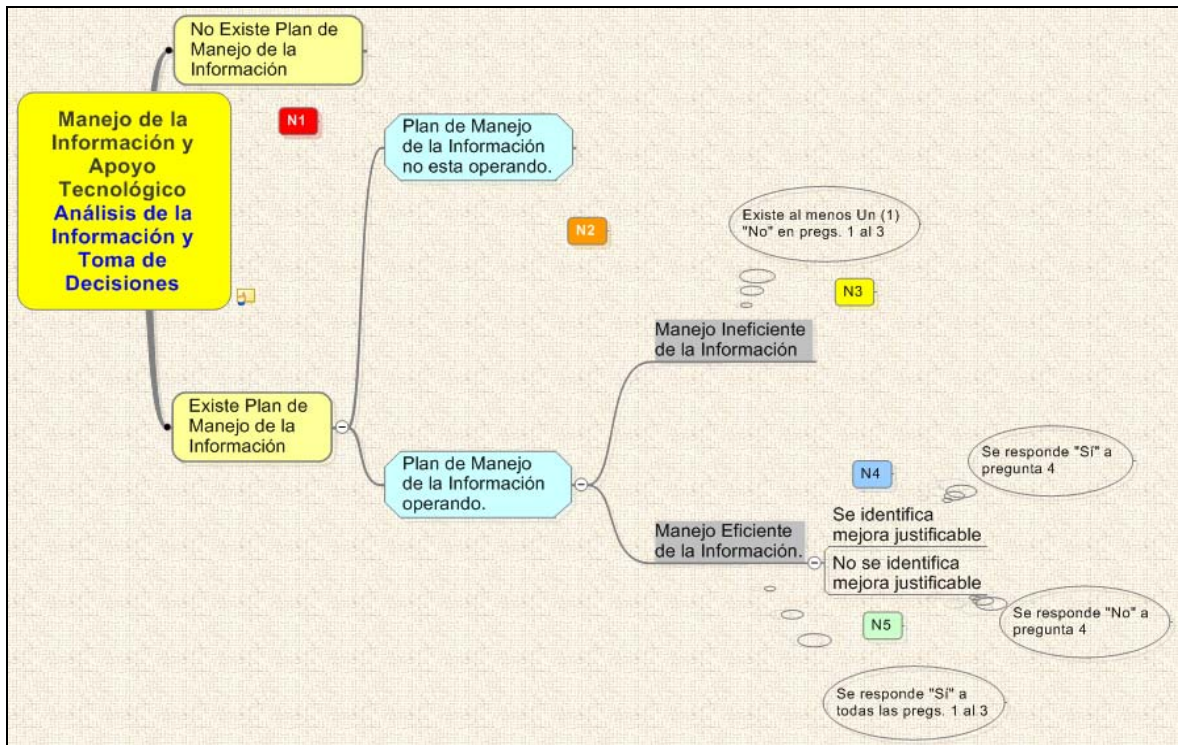 No Existe Plan de
Manejo de la
Información
Manejo de la
Información y
Apoyo
Tecnológico
Análisis de la
Información y
Toma de
Decisiones
N1
Plan de Manejo
de la Información
no esta operando.
N2
Existe al menos Un (1)
"No" en pregs. 1 al 3
N3
Manejo Ineficiente
de la Información
Existe Plan de
Manejo de la
Información
Plan de Manejo
de la Información
operando.
N4
Se responde "Sí" a
pregunta 4
Manejo Eficiente
de la Información.
Se identifica
mejora justificable
No se identifica
mejora justificable
N5
Se responde "No" a
pregunta 4
Se responde "Sí" a
todas las pregs. 1 al 3